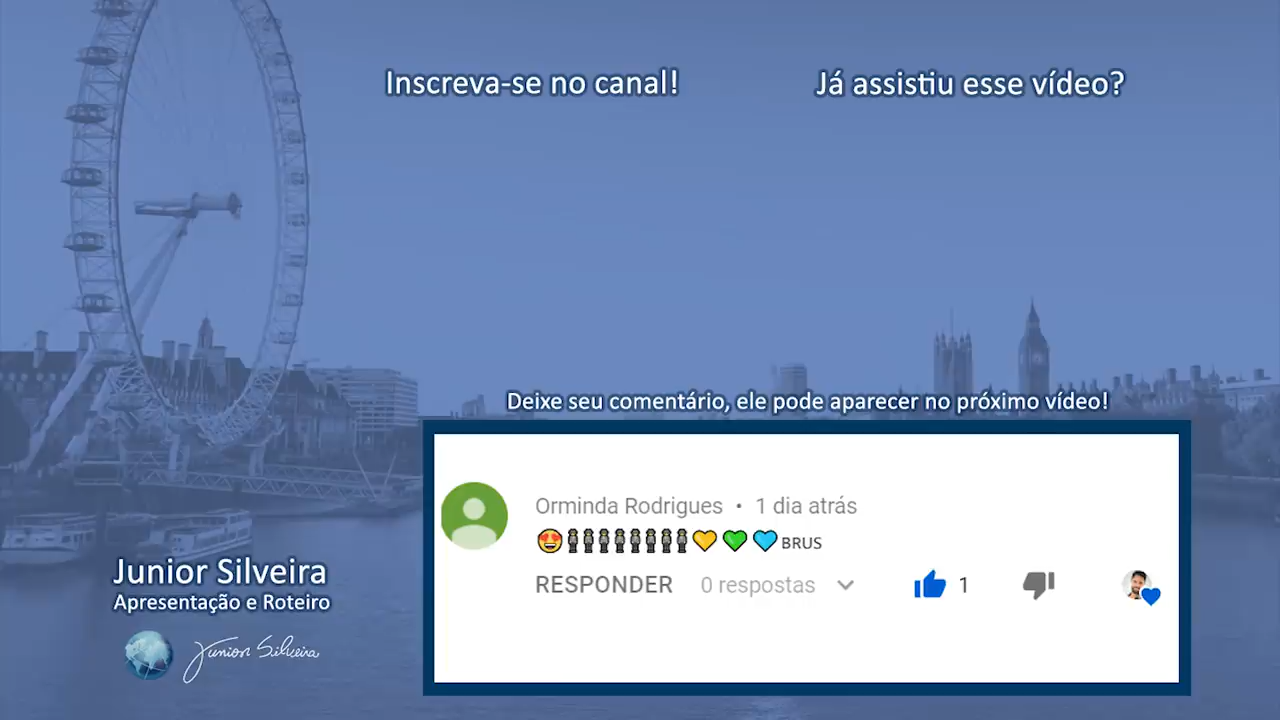 Inscreva-se no canal!
Já assistiu esse vídeo?
Deixe seu comentário, ele pode aparecer no próximo vídeo!
Orminda Rodrigues • 1 dia atrás
😍🕴🕴🕴🕴🕴🕴🕴🕴💛💚💙BRUS
RESPONDER 0 respostas 1
Junior Silveira
Apresentação e Roteiro
Junior Silveira